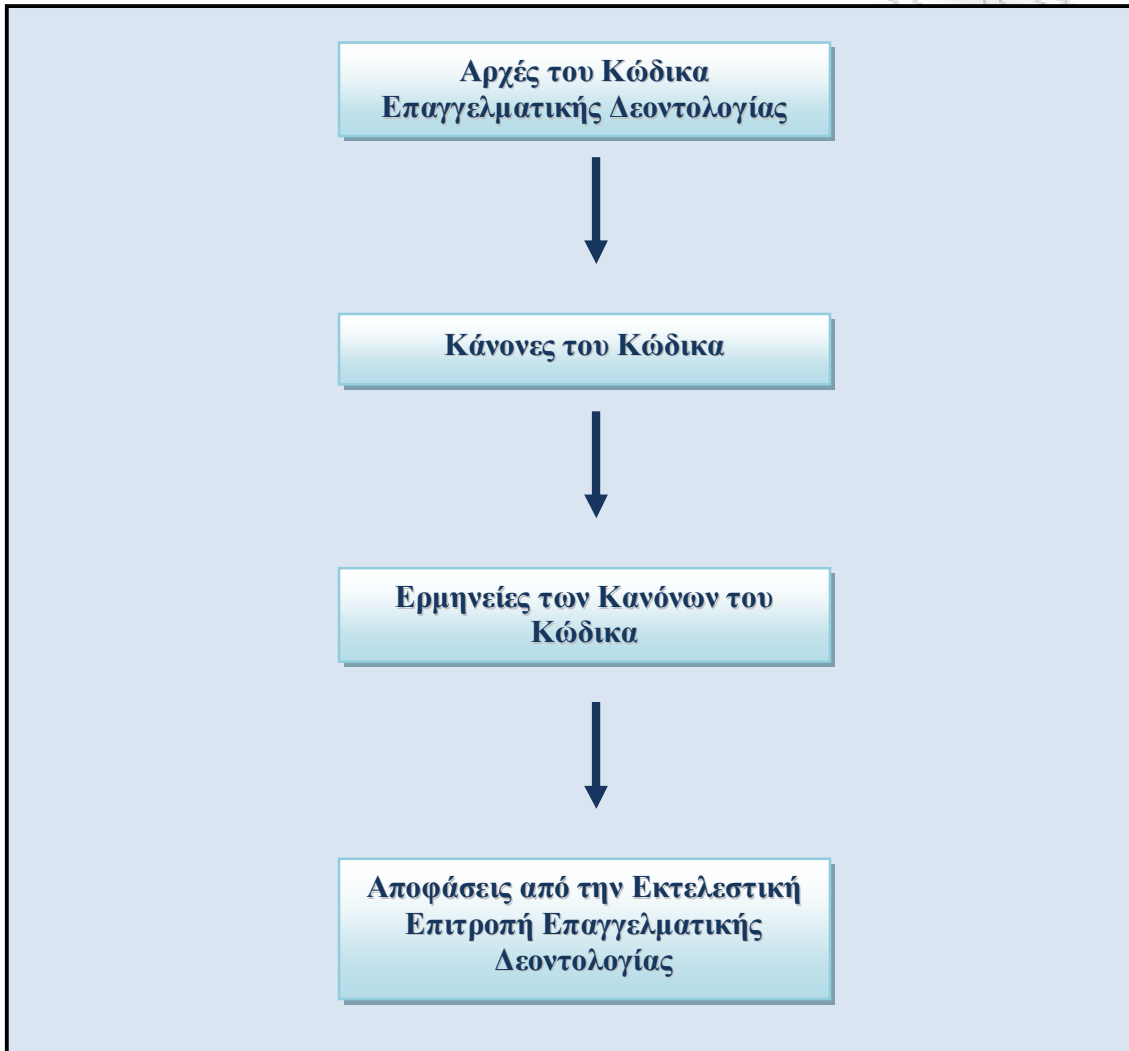 Αρχές του Κώδικα
Επαγγελματικής Δεοντολογίας
Κάνονες του Κώδικα
Ερμηνείες των Κανόνων του
Κώδικα
Αποφάσεις από την Εκτελεστική
Επιτροπή Επαγγελματικής
Δεοντολογίας